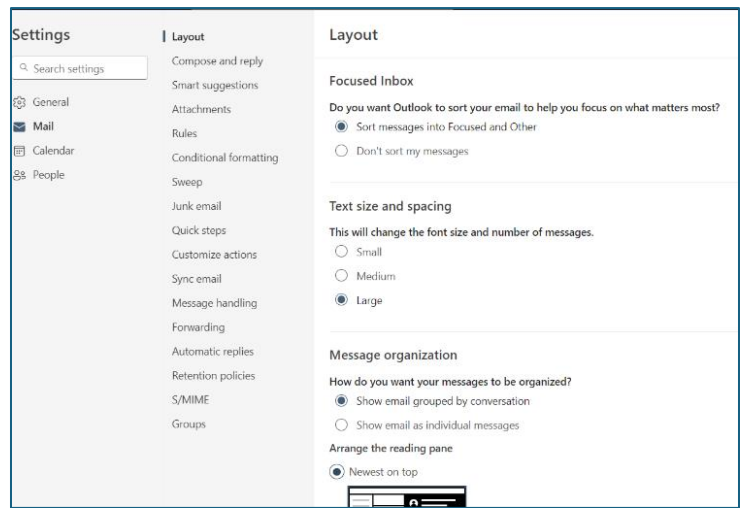 Settings
Search settings
General
Mail
Calendar
People
Layout
Compose and reply
Smart suggestions
Attachments
Rules
Conditional formatting
Sweep
Junk email
Quick steps
Customize actions
Sync email
Message handling
Forwarding
Automatic replies
Retention policies
S/MIME
Groups
Layout
Focused Inbox
Do you want Outlook to sort your email to help you focus on what matters most?
Sort messages into Focused and Other
Don't sort my messages
Text size and spacing
This will change the font size and number of messages.
Small
Medium
Large
Message organization
How do you want your messages to be organized?
Show email grouped by conversation
Show email as individual messages
Arrange the reading pane
Newest on top